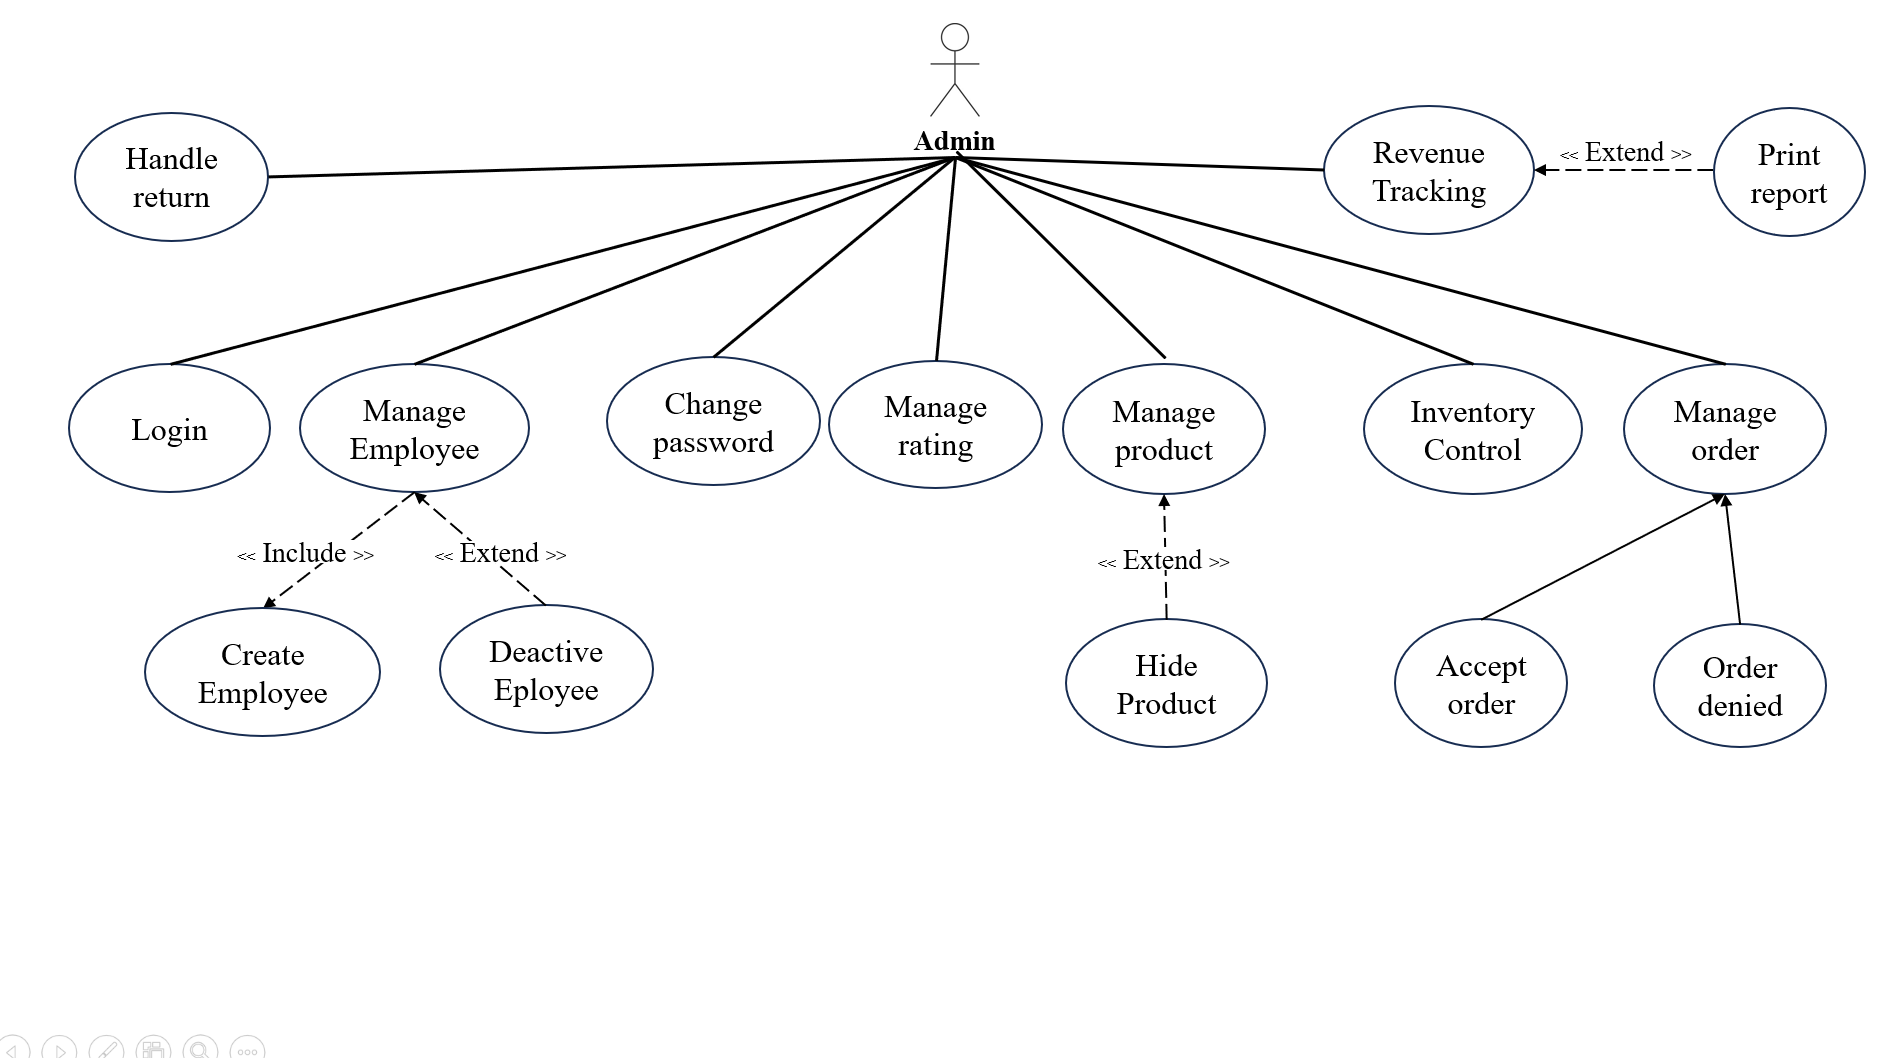 Admin
Handle
return
Revenue
Tracking
<< Extend >>
Print
report
Login
Manage
Employee
Change
password
Manage
rating
Manage
product
Inventory
Control
Manage
order
<< Include >>
<< Extend >>
<< Extend >>
Create
Employee
Deactive
Eployee
Hide
Product
Accept
order
Order
denied